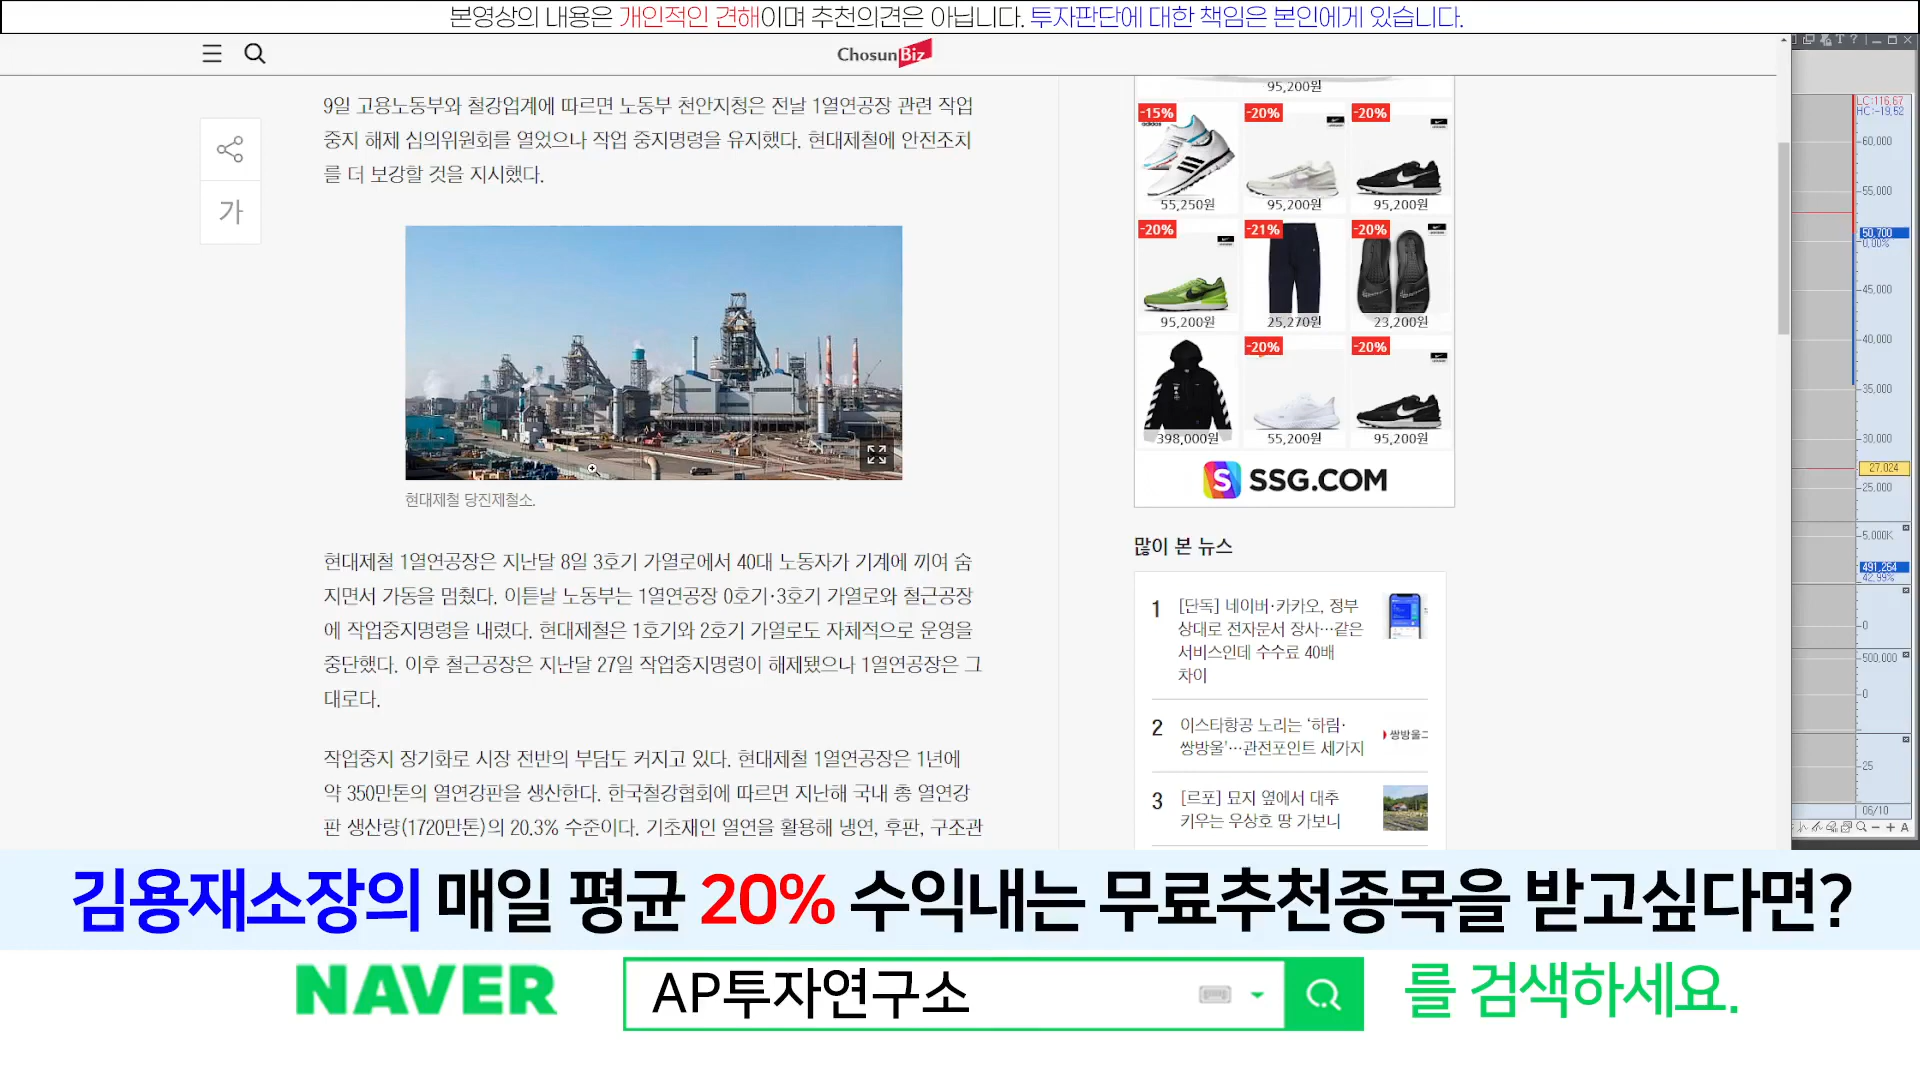 본영상의 내용은 개인적인 견해이며 추천의견은 아닙니다. 투자판단에 대한 책임은 본인에게 있습니다.
ChosunBiz
9일 고용노동부와 철강업계에 따르면 노동부 천안지청은 전날 1열연공장 관련 작업
중지 해제 심의위원회를 열었으나 작업 중지명령을 유지했다. 현대제철에 안전조치
를 더 보강할 것을 지시했다.
가
현대제철 당진제철소.
현대제철 1열연공장은 지난달 8일 3호기 가열로에서 40대 노동자가 기계에 끼여 숨
지면서 가동을 멈췄다. 이튿날 노동부는 1열연공장 0호기·3호기 가열로와 철근공장
에 작업중지명령을 내렸다. 현대제철은 1호기와 2호기 가열로도 자체적으로 운영을
중단했다. 이후 철근공장은 지난달 27일 작업중지명령이 해제됐으나 1열연공장은 그
대로다.
작업중지 장기화로 시장 전반의 부담도 커지고 있다. 현대제철 1열연공장은 1년에
약 350만톤의 열연강판을 생산한다. 한국철강협회에 따르면 지난해 국내 총 열연강
판 생산량(1720만톤)의 20.3% 수준이다. 기초재인 열연을 활용해 냉연, 후판, 구조관
95,200원
-15% -20% -20%
55,250원 95,200원 95,200원
-20% -21% -20%
95,200원 25,270원 23,200원
-20% -20%
398,000원 55,200원 95,200원
S SSG.COM
많이 본 뉴스
1 [단독] 네이버·카카오, 정부
상대로 전자문서 장사…같은
서비스인데 수수료 40배
차이
2 이스타항공 노리는 ‘하림·
쌍방울’…관전포인트 세가지
쌍방울그
3 [르포] 묘지 옆에서 대추
키우는 우상호 땅 가보니
LC:116.67
HC:-19.52
60,000
55,000
50,700
0.00%
45,000
40,000
35,000
30,000
27,024
25,000
5,000K
491,264
42.99%
0
500,000
0
25
06/10
김용재소장의 매일 평균 20% 수익내는 무료추천종목을 받고싶다면?
NAVER AP투자연구소 를 검색하세요.